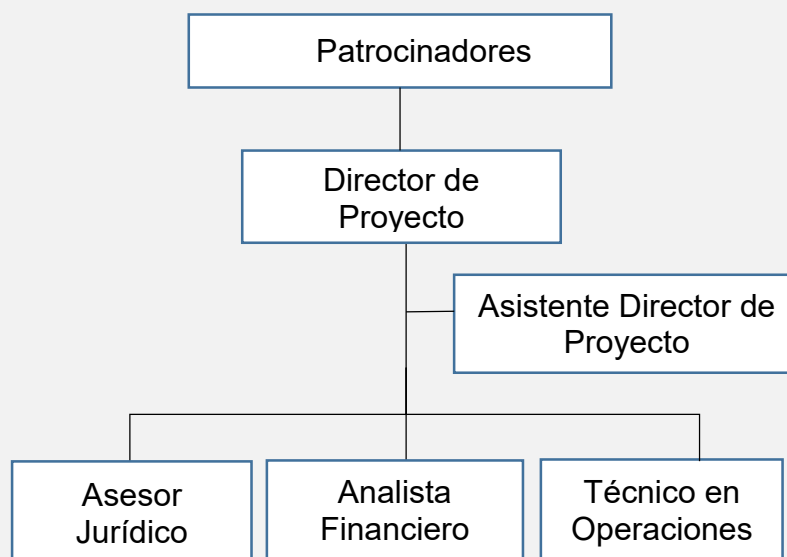 Patrocinadores
Director de
Proyecto
Asistente Director de
Proyecto
Asesor
Jurídico
Analista
Financiero
Técnico en
Operaciones